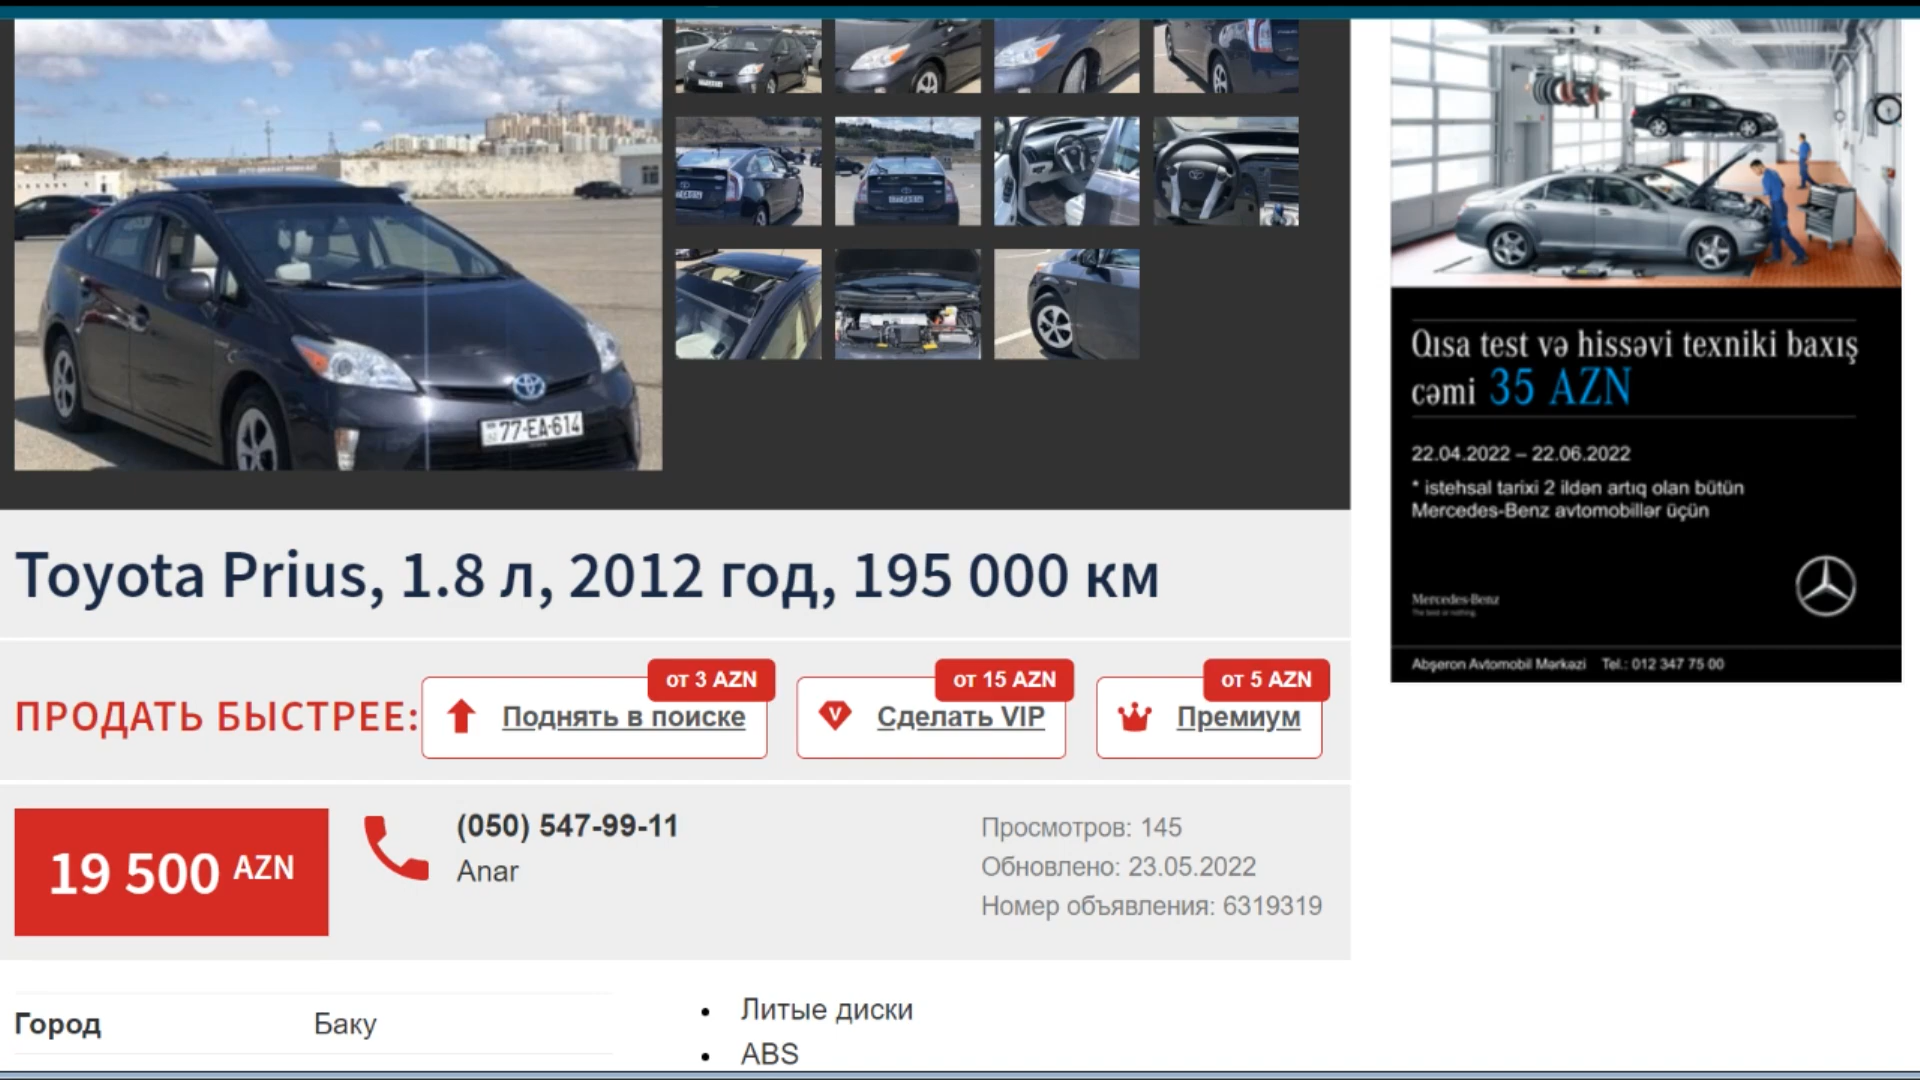 77-EA-614
Toyota Prius, 1.8 л, 2012 год, 195 000 км
ПРОДАТЬ БЫСТРЕЕ:
от 3 AZN
Поднять в поиске
от 15 AZN
V Сделать VIP
от 5 AZN
Премиум
19 500 AZN
(050) 547-99-11
Anar
Просмотров: 145
Обновлено: 23.05.2022
Номер объявления: 6319319
Город Баку
• Литые диски
• ABS
Qısa test və hissəvi texniki baxış
cəmi 35 AZN
22.04.2022 – 22.06.2022
* istehsal tarixi 2 ildən artıq olan bütün
Mercedes-Benz avtomobillər üçün
Mercedes-Benz
The best or nothing.
Abşeron Avtomobil Mərkəzi Tel.: 012 347 75 00